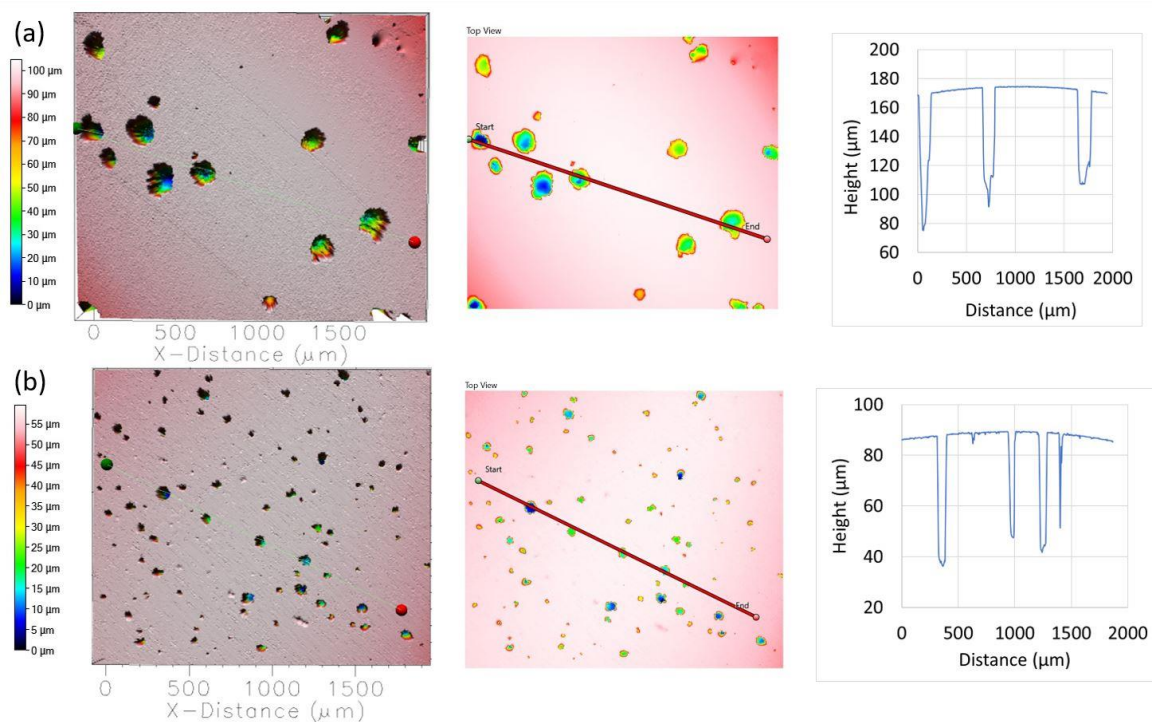 (a)
100 µm
90 µm
80 µm
70 µm
60 µm
50 µm
40 µm
30 µm
20 µm
10 µm
0 µm
0 500 1000 1500
X-Distance (µm)
Top View
Start
End
200
180
160
140
120
100
80
60
Height (µm)
0 500 1000 1500 2000
Distance (µm)
(b)
55 µm
50 µm
45 µm
40 µm
35 µm
30 µm
25 µm
20 µm
15 µm
10 µm
5 µm
0 µm
0 500 1000 1500
X-Distance (µm)
Top View
Start
End
100
80
60
40
20
Height (µm)
0 500 1000 1500 2000
Distance (µm)